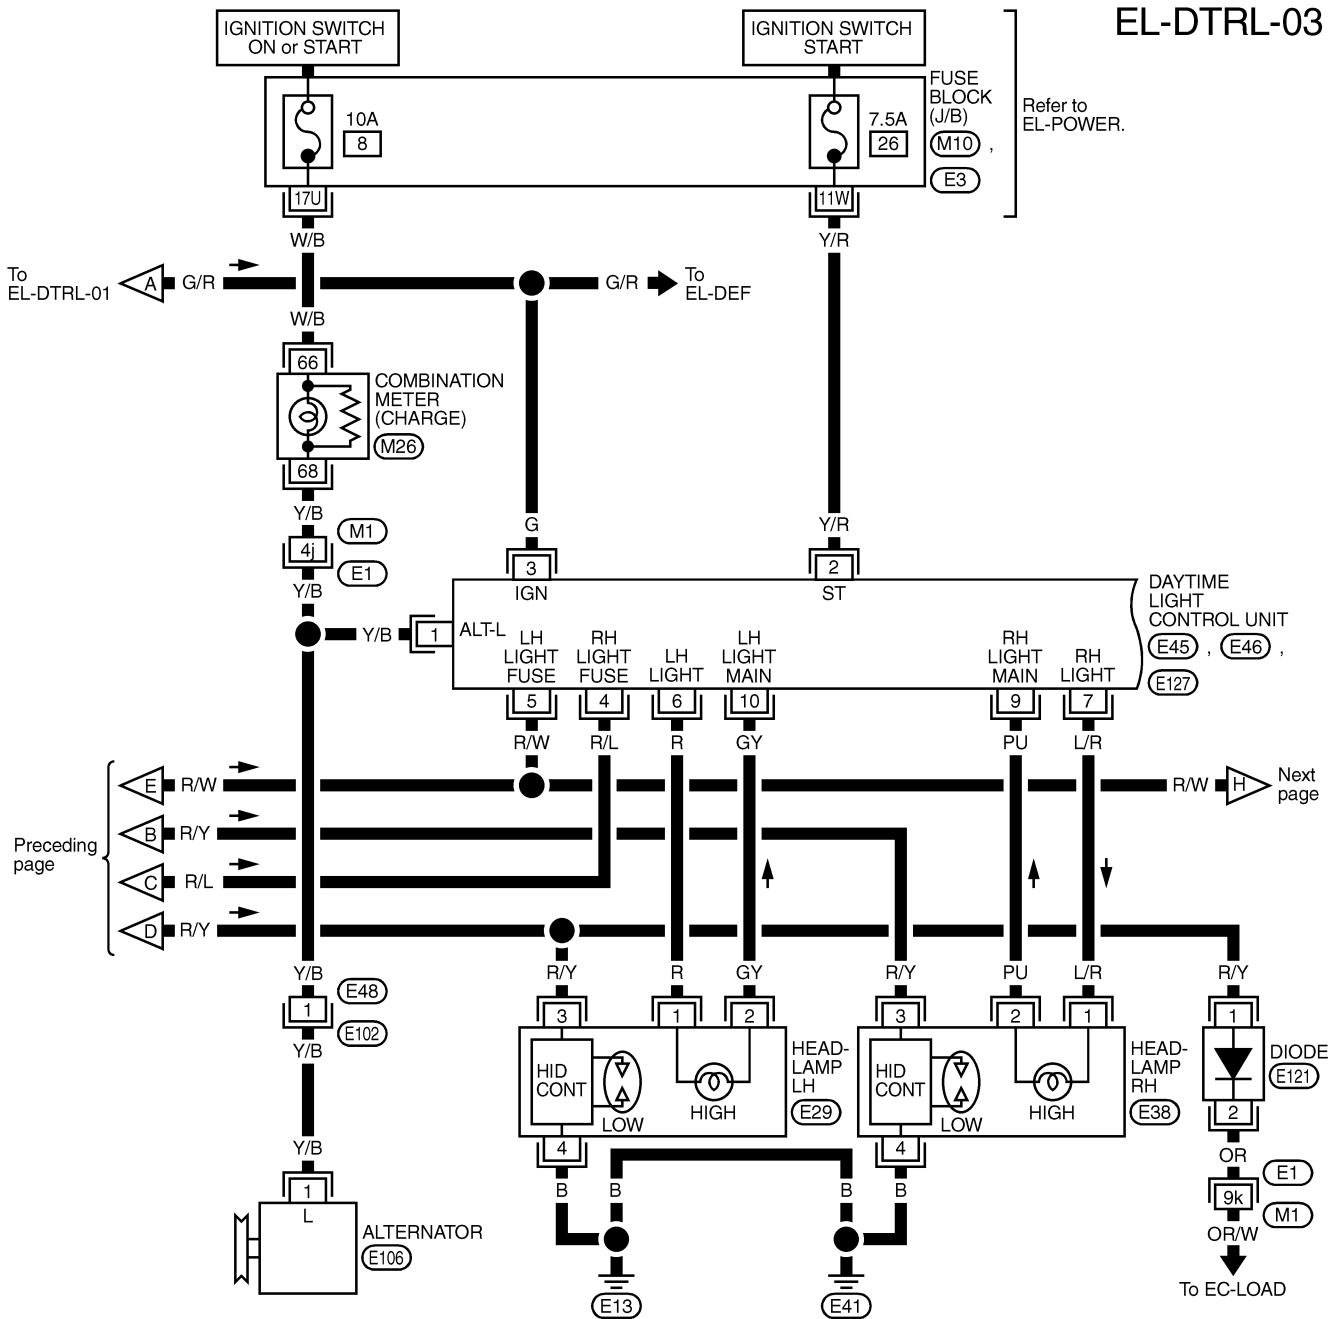 EL-DTRL-03
IGNITION SWITCH
ON or START
IGNITION SWITCH
START
FUSE
BLOCK
(J/B)
M10 ,
E3
Refer to
EL-POWER.
10A
8
7.5A
26
17U
11W
W/B
Y/R
To
EL-DTRL-01
A
G/R
G/R
To
EL-DEF
W/B
66
COMBINATION
METER
(CHARGE)
M26
68
Y/B
M1
4j
E1
Y/B
G
Y/R
3
2
IGN
ST
DAYTIME
LIGHT
CONTROL UNIT
E45 , E46 ,
E127
Y/B
1
ALT-L
LH
LIGHT
FUSE
RH
LIGHT
FUSE
LH
LIGHT
LH
LIGHT
MAIN
RH
LIGHT
MAIN
RH
LIGHT
5
4
6
10
9
7
R/W
R/L
R
GY
PU
L/R
Preceding
page
E
R/W
R/W
H
Next
page
B
R/Y
C
R/L
D
R/Y
Y/B
R/Y
R
GY
R/Y
PU
L/R
R/Y
E48
1
E102
Y/B
3
1
2
3
2
1
1
HID
CONT
LOW
HIGH
HEAD-
LAMP
LH
E29
HID
CONT
LOW
HIGH
HEAD-
LAMP
RH
E38
DIODE
E121
2
4
4
Y/B
B
B
B
B
OR
E1
9k
M1
OR/W
To EC-LOAD
1
L
ALTERNATOR
E106
E13
E41